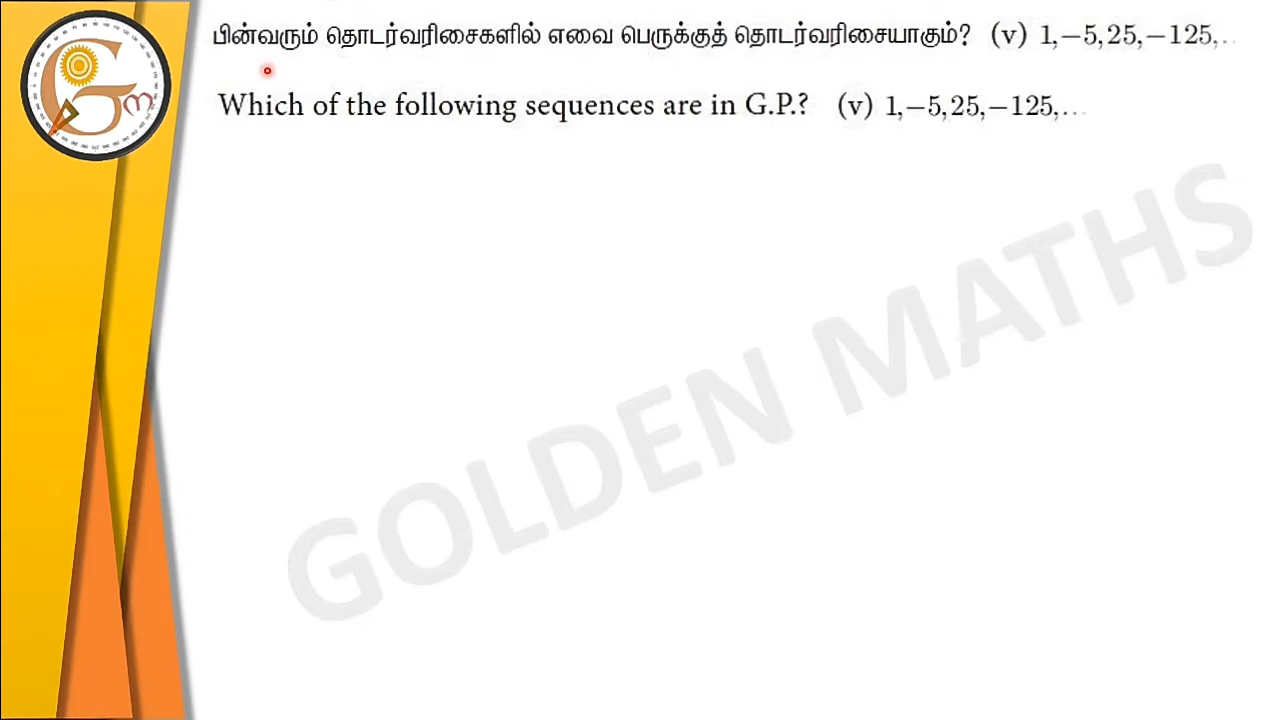 பின்வரும் தொடர்வரிசைகளில் எவை பெருக்குத் தொடர்வரிசையாகும்? (v) 1,−5,25,−125,...
Which of the following sequences are in G.P.? (v) 1,−5,25,−125,...
GOLDEN MATHS
Gm